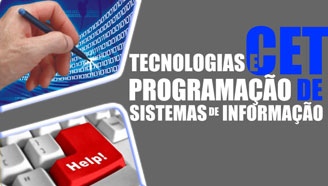 CET
TECNOLOGIAS E
PROGRAMAÇÃO DE
SISTEMAS DE INFORMAÇÃO
Help!